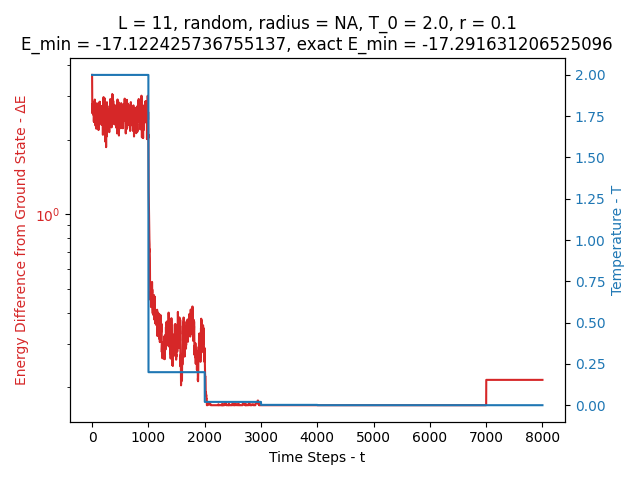 L = 11, random, radius = NA, T_0 = 2.0, r = 0.1
E_min = -17.122425736755137, exact E_min = -17.291631206525096
Energy Difference from Ground State - ΔE
10⁰
2.00
1.75
1.50
1.25
1.00
0.75
0.50
0.25
0.00
Temperature - T
0 1000 2000 3000 4000 5000 6000 7000 8000
Time Steps - t